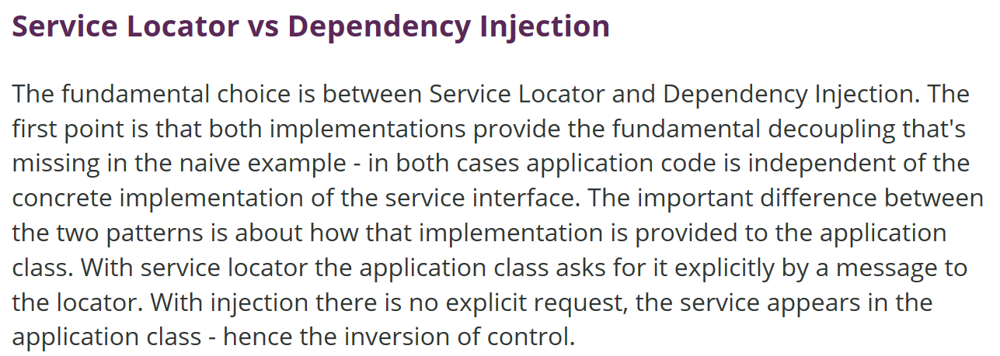 Service Locator vs Dependency Injection
The fundamental choice is between Service Locator and Dependency Injection. The
first point is that both implementations provide the fundamental decoupling that's
missing in the naive example - in both cases application code is independent of the
concrete implementation of the service interface. The important difference between
the two patterns is about how that implementation is provided to the application
class. With service locator the application class asks for it explicitly by a message to
the locator. With injection there is no explicit request, the service appears in the
application class - hence the inversion of control.